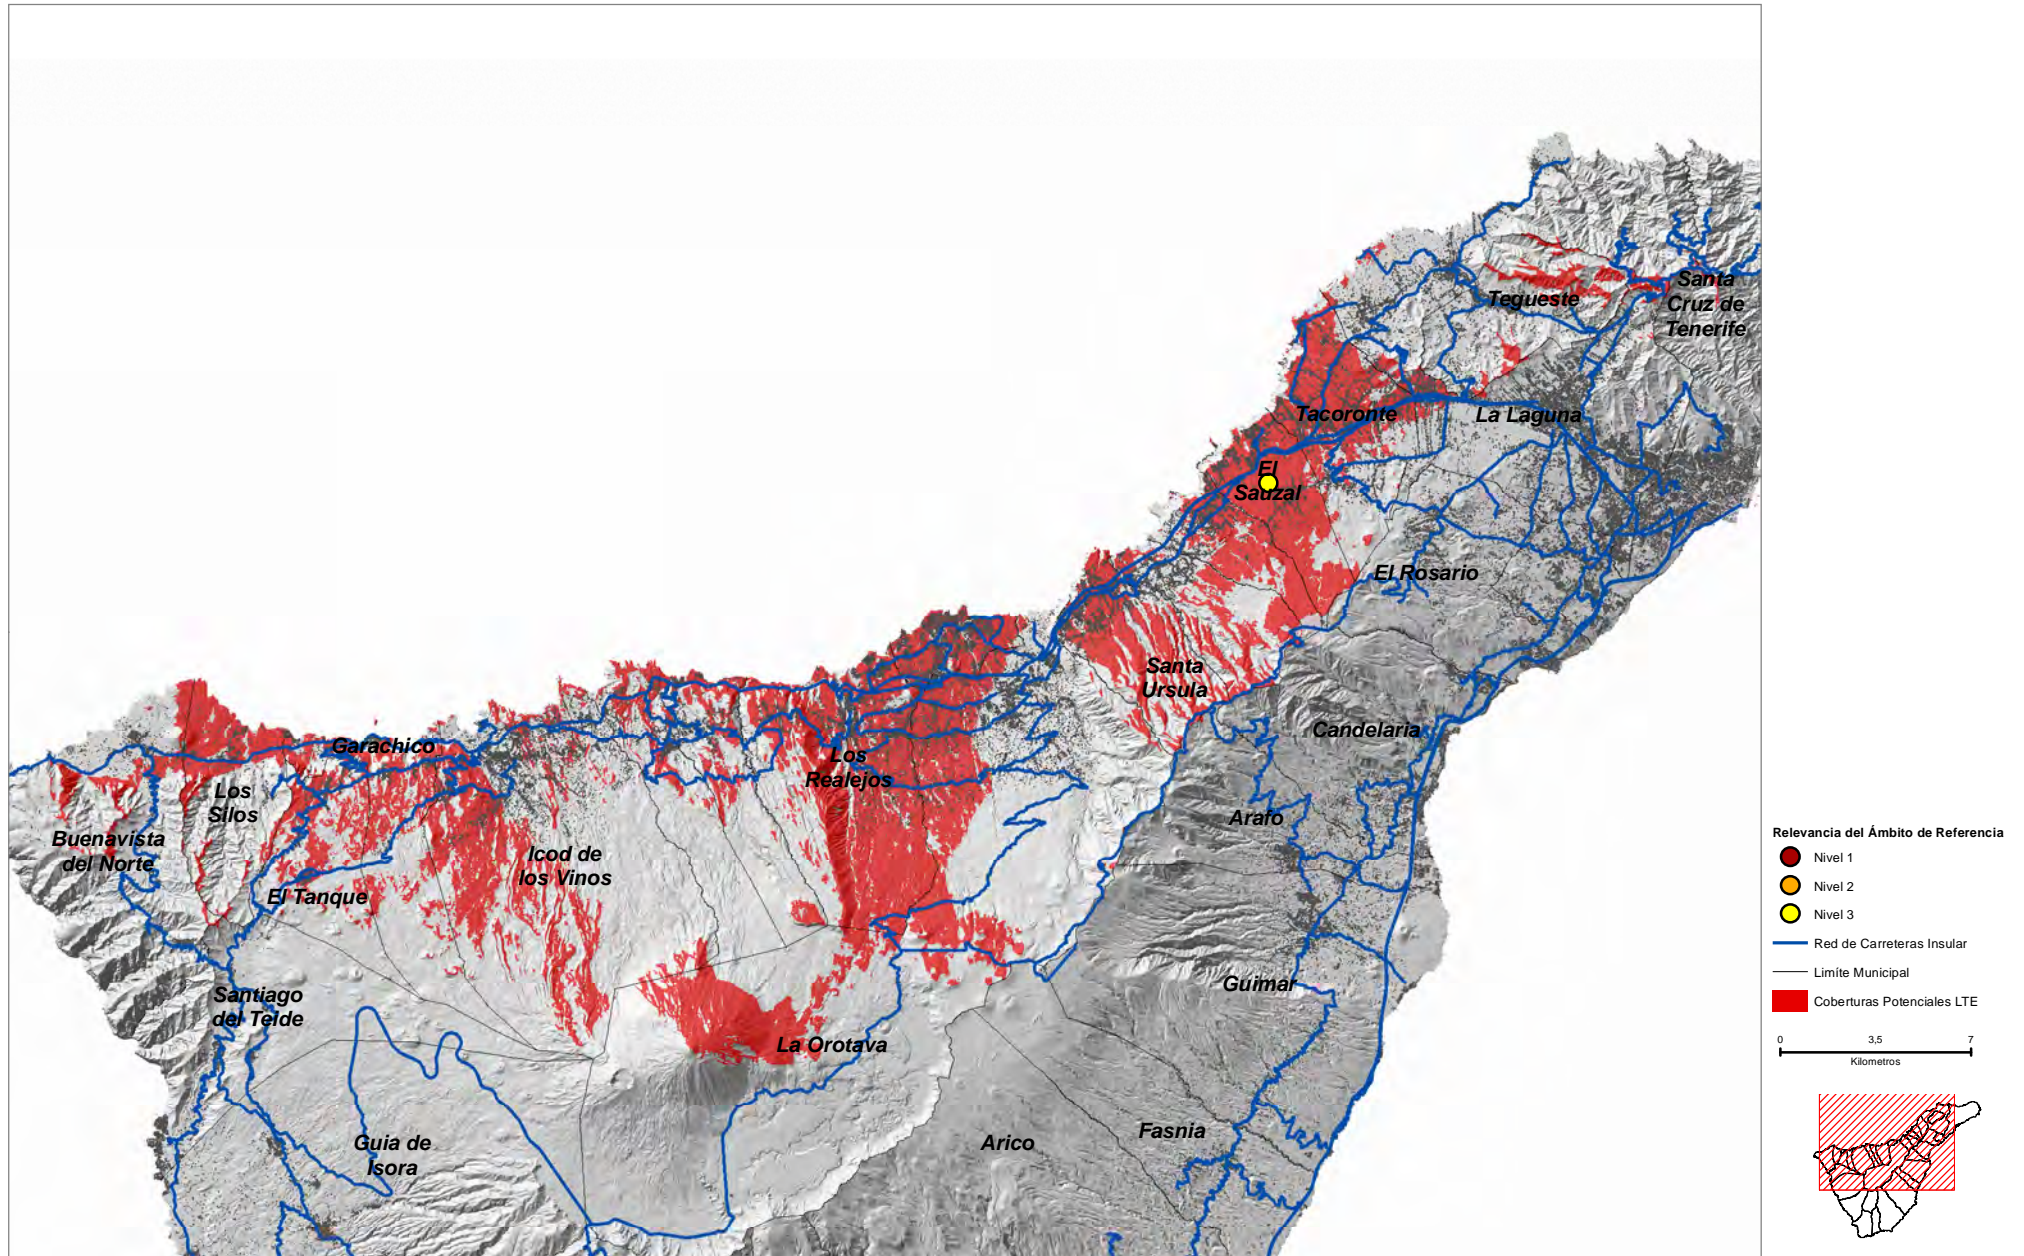 Santa
Cruz de
Tenerife
Tegueste
Tacoronte
La Laguna
El
Sauzal
El Rosario
Santa
Ursula
Candelaria
Garachico
Los
Realejos
Los
Silos
Arafo
Buenavista
del Norte
Icod de
los Vinos
El Tanque
Guimar
Santiago
del Teide
La Orotava
Guia de
Isora
Arico
Fasnia
Relevancia del Ámbito de Referencia
Nivel 1
Nivel 2
Nivel 3
Red de Carreteras Insular
Limíte Municipal
Coberturas Potenciales LTE
0 3,5 7
Kilometros